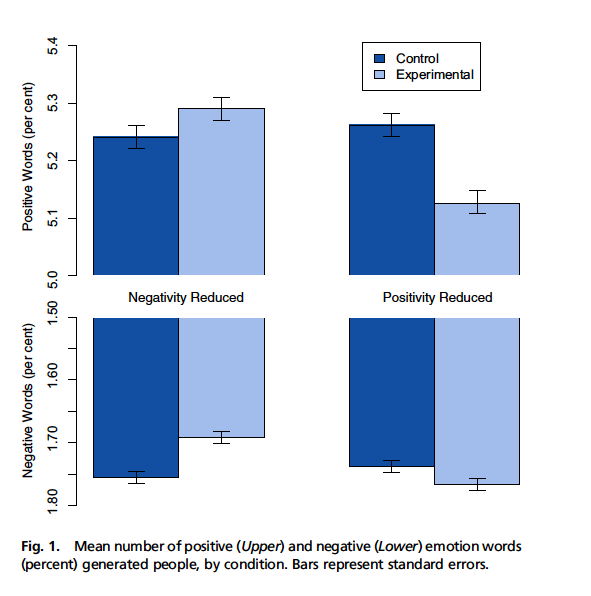 Control
Experimental
Positive Words (per cent)
5.4
5.3
5.2
5.1
5.0
Negativity Reduced
Positivity Reduced
Negative Words (per cent)
1.50
1.60
1.70
1.80
Fig. 1. Mean number of positive (Upper) and negative (Lower) emotion words
(percent) generated people, by condition. Bars represent standard errors.